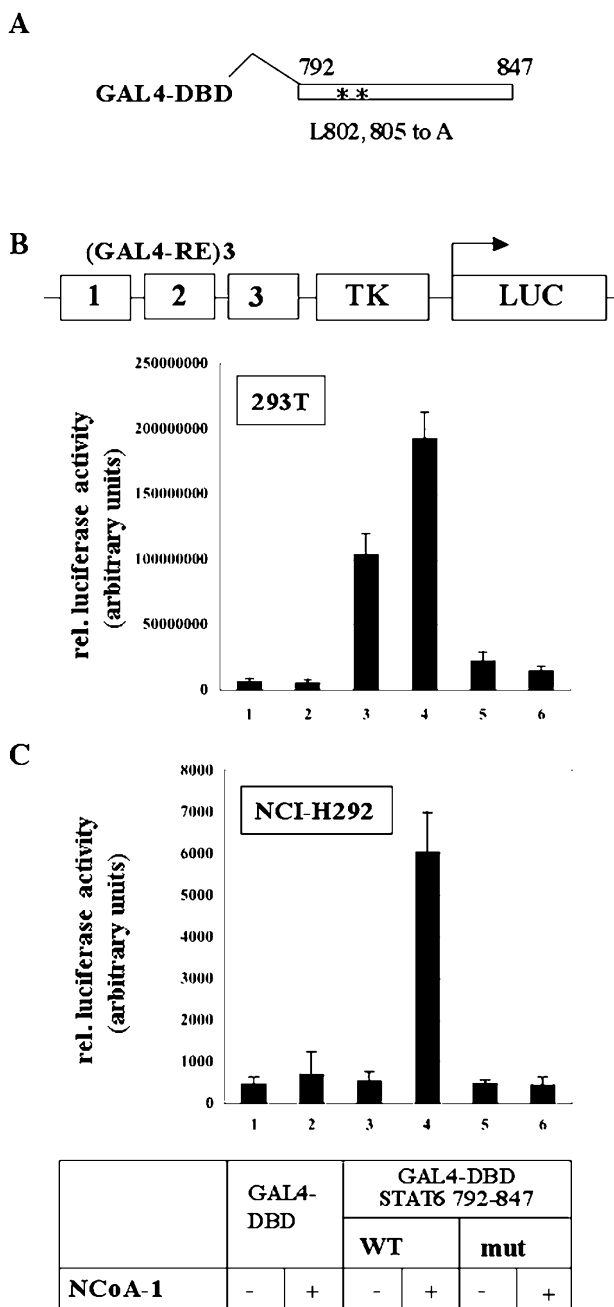 A
792 847
GAL4-DBD
**
L802, 805 to A
B
(GAL4-RE)3
1 2 3 TK LUC
250000000
200000000
150000000
100000000
50000000
0
rel. luciferase activity
(arbitrary units)
293T
1 2 3 4 5 6
C
8000
7000
6000
5000
4000
3000
2000
1000
0
rel. luciferase activity
(arbitrary units)
NCI-H292
1 2 3 4 5 6
GAL4-
DBD
GAL4-DBD
STAT6 792-847
WT mut
NCoA-1 - + - + - +